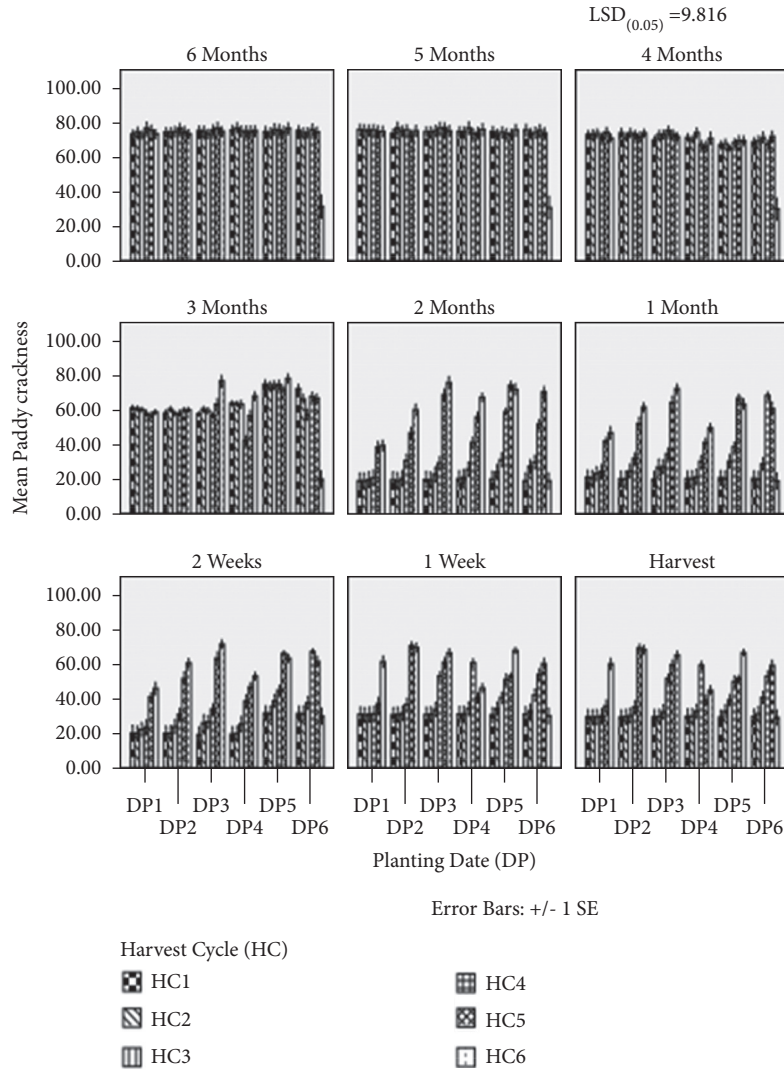 LSD(0.05) =9.816
6 Months
5 Months
4 Months
100.00
80.00
60.00
40.00
20.00
0.00
3 Months
2 Months
1 Month
100.00
80.00
60.00
40.00
20.00
0.00
Mean Paddy crackness
2 Weeks
1 Week
Harvest
100.00
80.00
60.00
40.00
20.00
0.00
DP1 DP3 DP5 DP1 DP3 DP5 DP1 DP3 DP5
DP2 DP4 DP6 DP2 DP4 DP6 DP2 DP4 DP6
Planting Date (DP)
Error Bars: +/- 1 SE
Harvest Cycle (HC)
HC1
HC2
HC3
HC4
HC5
HC6